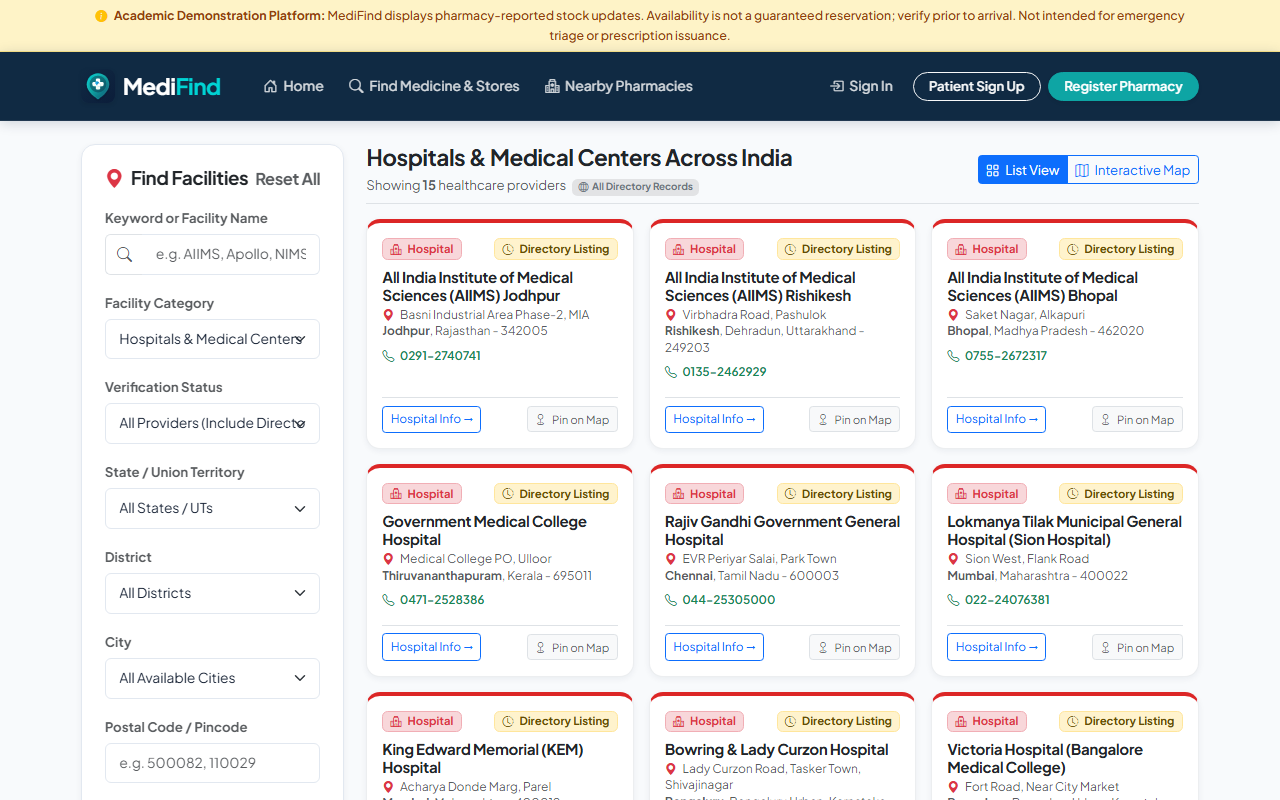 Academic Demonstration Platform: MediFind displays pharmacy-reported stock updates. Availability is not a guaranteed reservation; verify prior to arrival. Not intended for emergency
triage or prescription issuance.
MediFind
Home
Find Medicine & Stores
Nearby Pharmacies
Sign In
Patient Sign Up
Register Pharmacy
Find Facilities
Reset All
Keyword or Facility Name
e.g. AIIMS, Apollo, NIMS
Facility Category
Hospitals & Medical Centers
Verification Status
All Providers (Include Directo
State / Union Territory
All States / UTs
District
All Districts
City
All Available Cities
Postal Code / Pincode
e.g. 500082, 110029
Hospitals & Medical Centers Across India
Showing 15 healthcare providers
All Directory Records
List View
Interactive Map
Hospital
Directory Listing
All India Institute of Medical
Sciences (AIIMS) Jodhpur
Basni Industrial Area Phase-2, MIA
Jodhpur, Rajasthan - 342005
0291-2740741
Hospital Info →
Pin on Map
Hospital
Directory Listing
All India Institute of Medical
Sciences (AIIMS) Rishikesh
Virbhadra Road, Pashulok
Rishikesh, Dehradun, Uttarakhand -
249203
0135-2462929
Hospital Info →
Pin on Map
Hospital
Directory Listing
All India Institute of Medical
Sciences (AIIMS) Bhopal
Saket Nagar, Alkapuri
Bhopal, Madhya Pradesh - 462020
0755-2672317
Hospital Info →
Pin on Map
Hospital
Directory Listing
Government Medical College
Hospital
Medical College PO, Ulloor
Thiruvananthapuram, Kerala - 695011
0471-2528386
Hospital Info →
Pin on Map
Hospital
Directory Listing
Rajiv Gandhi Government General
Hospital
EVR Periyar Salai, Park Town
Chennai, Tamil Nadu - 600003
044-25305000
Hospital Info →
Pin on Map
Hospital
Directory Listing
Lokmanya Tilak Municipal General
Hospital (Sion Hospital)
Sion West, Flank Road
Mumbai, Maharashtra - 400022
022-24076381
Hospital Info →
Pin on Map
Hospital
Directory Listing
King Edward Memorial (KEM)
Hospital
Acharya Donde Marg, Parel
Hospital
Directory Listing
Bowring & Lady Curzon Hospital
Lady Curzon Road, Tasker Town,
Shivajinagar
Hospital
Directory Listing
Victoria Hospital (Bangalore
Medical College)
Fort Road, Near City Market